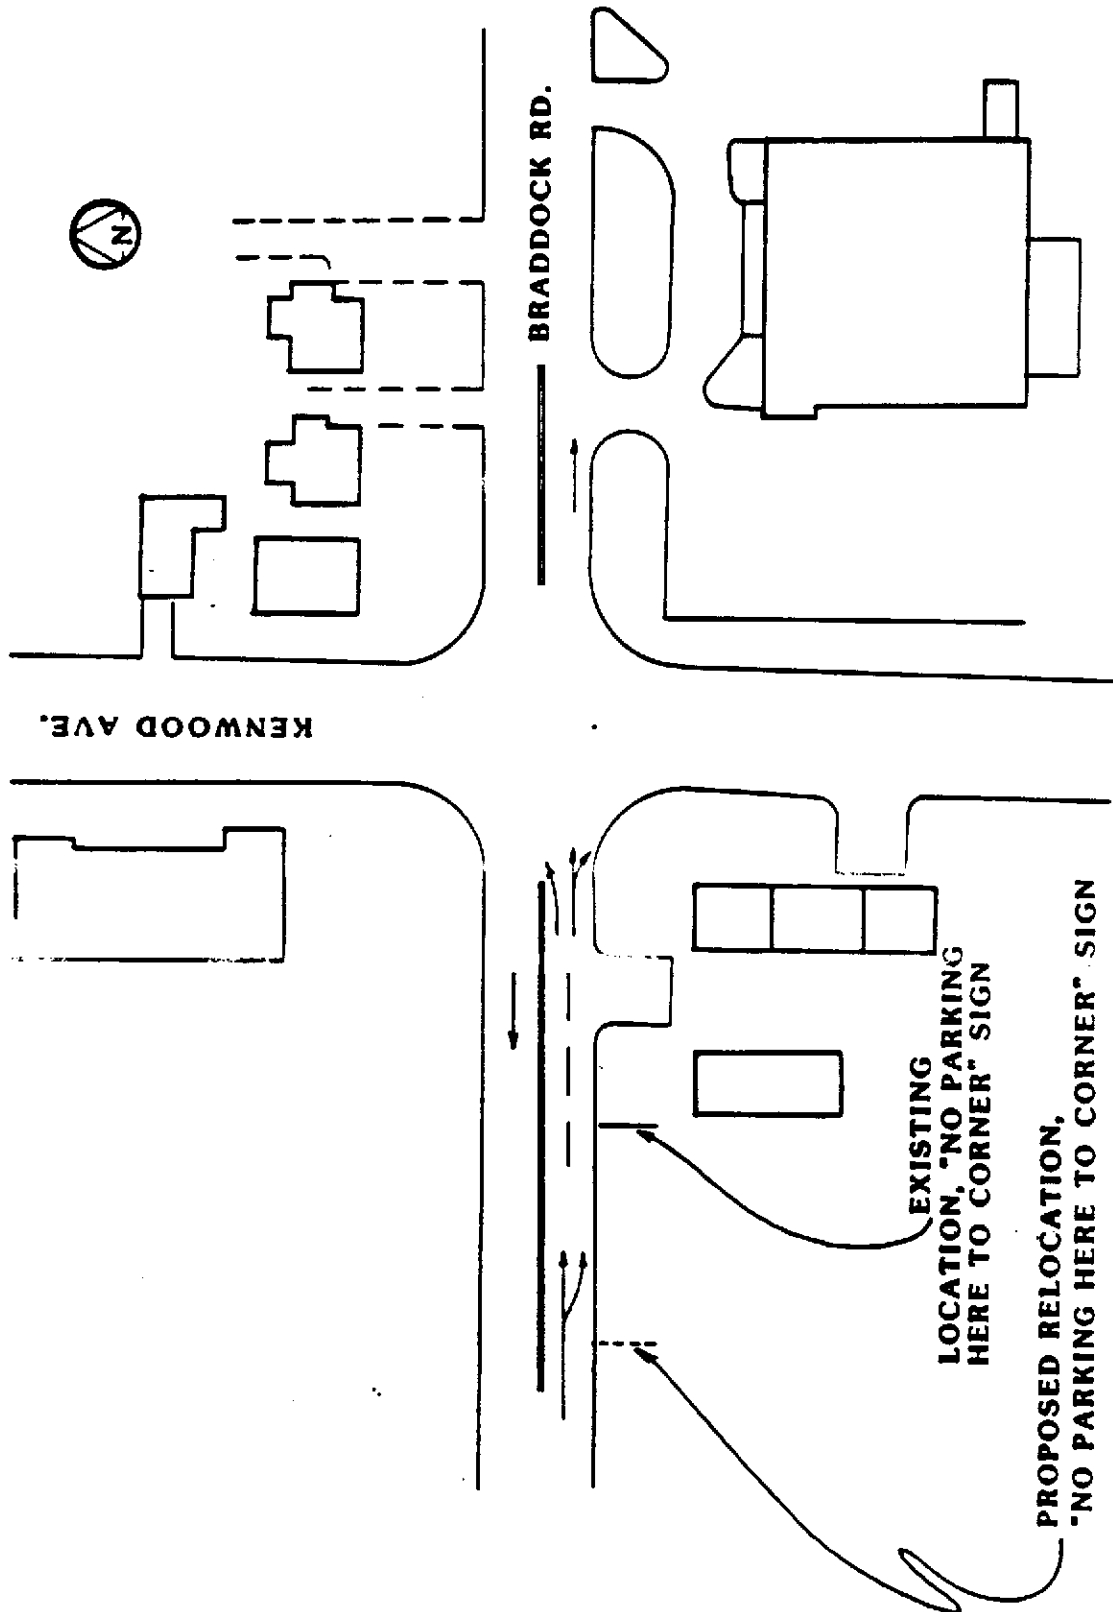 N
BRADDOCK RD.
KENWOOD AVE.
EXISTING
LOCATION, "NO PARKING
HERE TO CORNER" SIGN
PROPOSED RELOCATION,
"NO PARKING HERE TO CORNER" SIGN